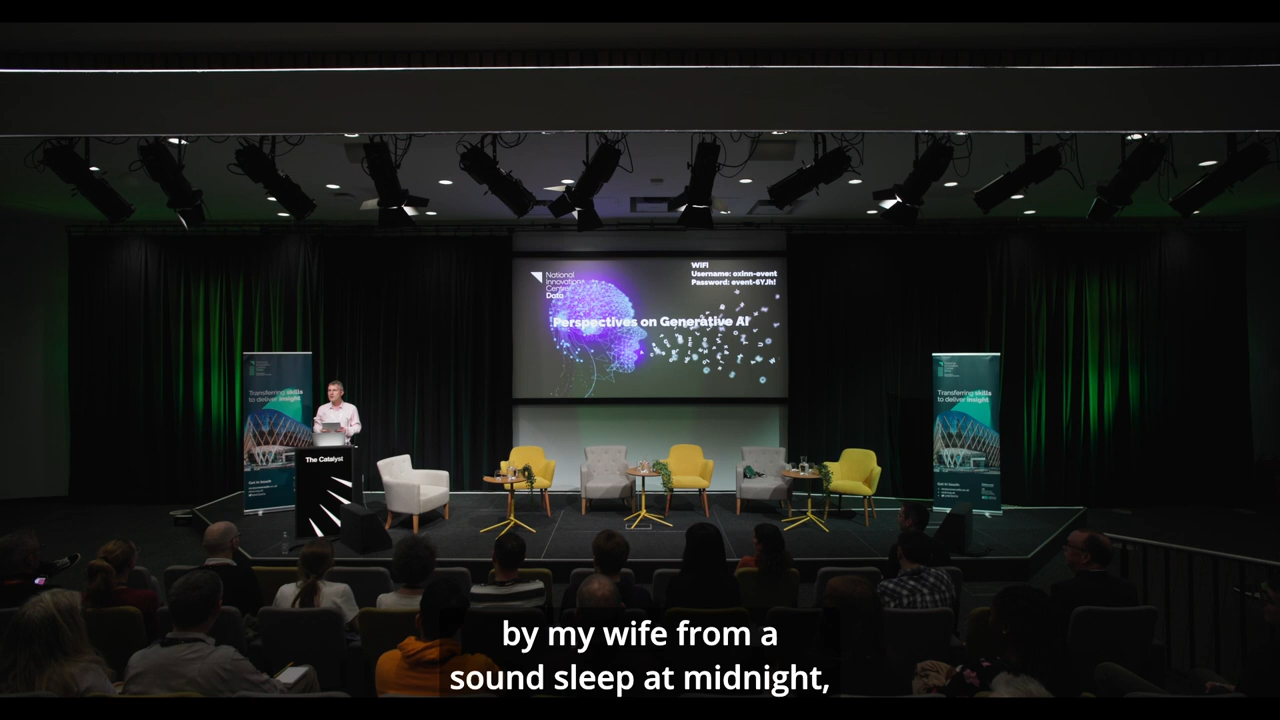 WiFi
Username: oxinn-event
Password: event-6YJh!
National
Innovation
Centre
Data
Perspectives on Generative AI
Transferring skills
to deliver insight
The Catalyst
Transferring skills
to deliver insight
by my wife from a
sound sleep at midnight,